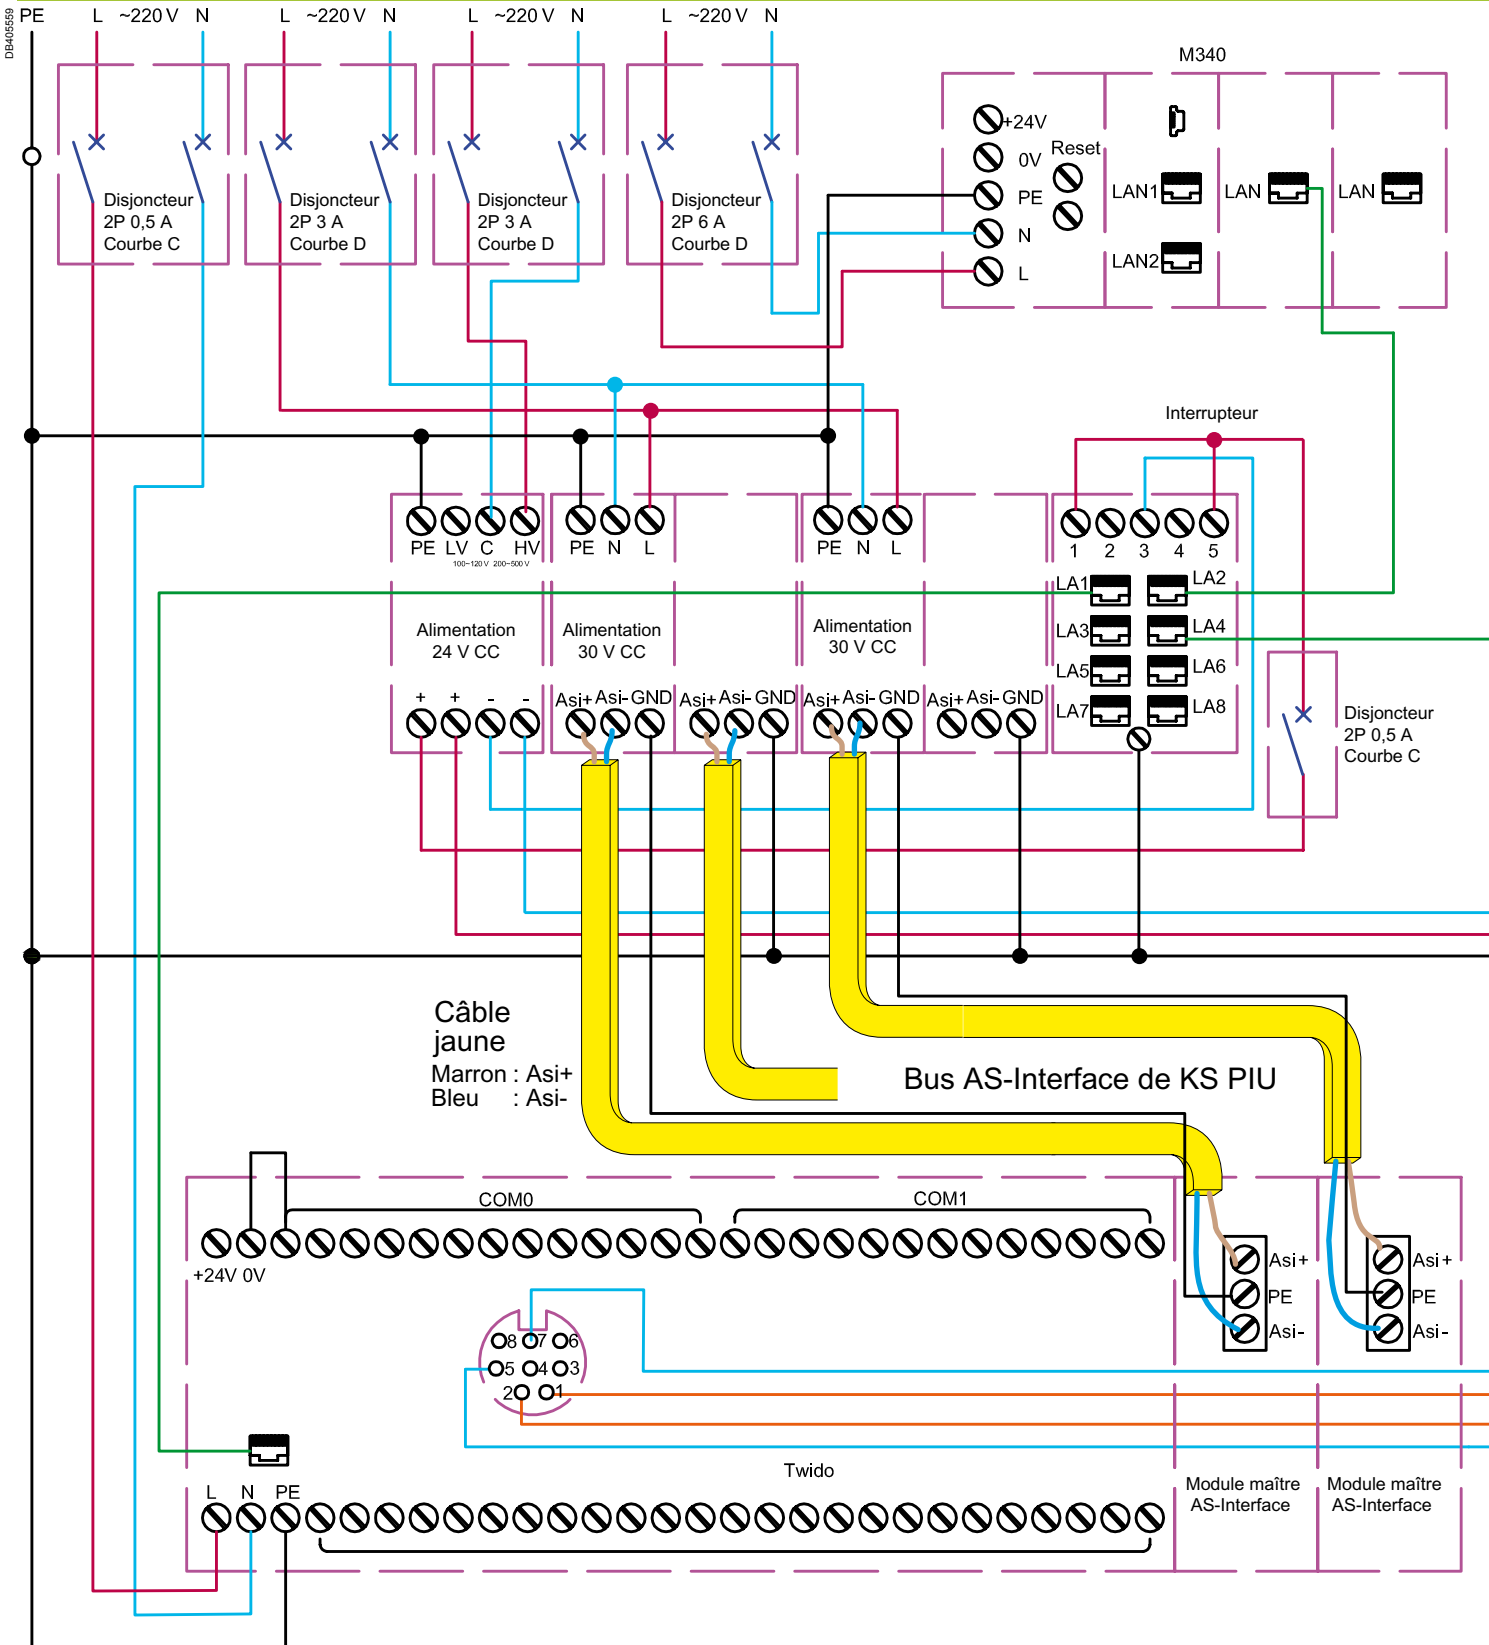 DB405559
PE L ~220 V N L ~220 V N L ~220 V N L ~220 V N
M340
Disjoncteur
2P 0,5 A
Courbe C
Disjoncteur
2P 3 A
Courbe D
Disjoncteur
2P 3 A
Courbe D
Disjoncteur
2P 6 A
Courbe D
+24V
0V
PE
N
L
Reset
LAN1
LAN2
LAN
LAN
Interrupteur
PE LV C HV
100~120 V 200~500 V
PE N L
PE N L
1 2 3 4 5
LA1 LA2
LA3 LA4
LA5 LA6
LA7 LA8
Alimentation
24 V CC
Alimentation
30 V CC
Alimentation
30 V CC
+ + - -
Asi+ Asi- GND
Asi+ Asi- GND
Asi+ Asi- GND
Asi+ Asi- GND
Disjoncteur
2P 0,5 A
Courbe C
Câble
jaune
Marron : Asi+
Bleu : Asi-
Bus AS-Interface de KS PIU
COM0
COM1
+24V 0V
Asi+
PE
Asi-
Asi+
PE
Asi-
8 7 6
5 4 3
2 1
Twido
L N PE
Module maître
AS-Interface
Module maître
AS-Interface